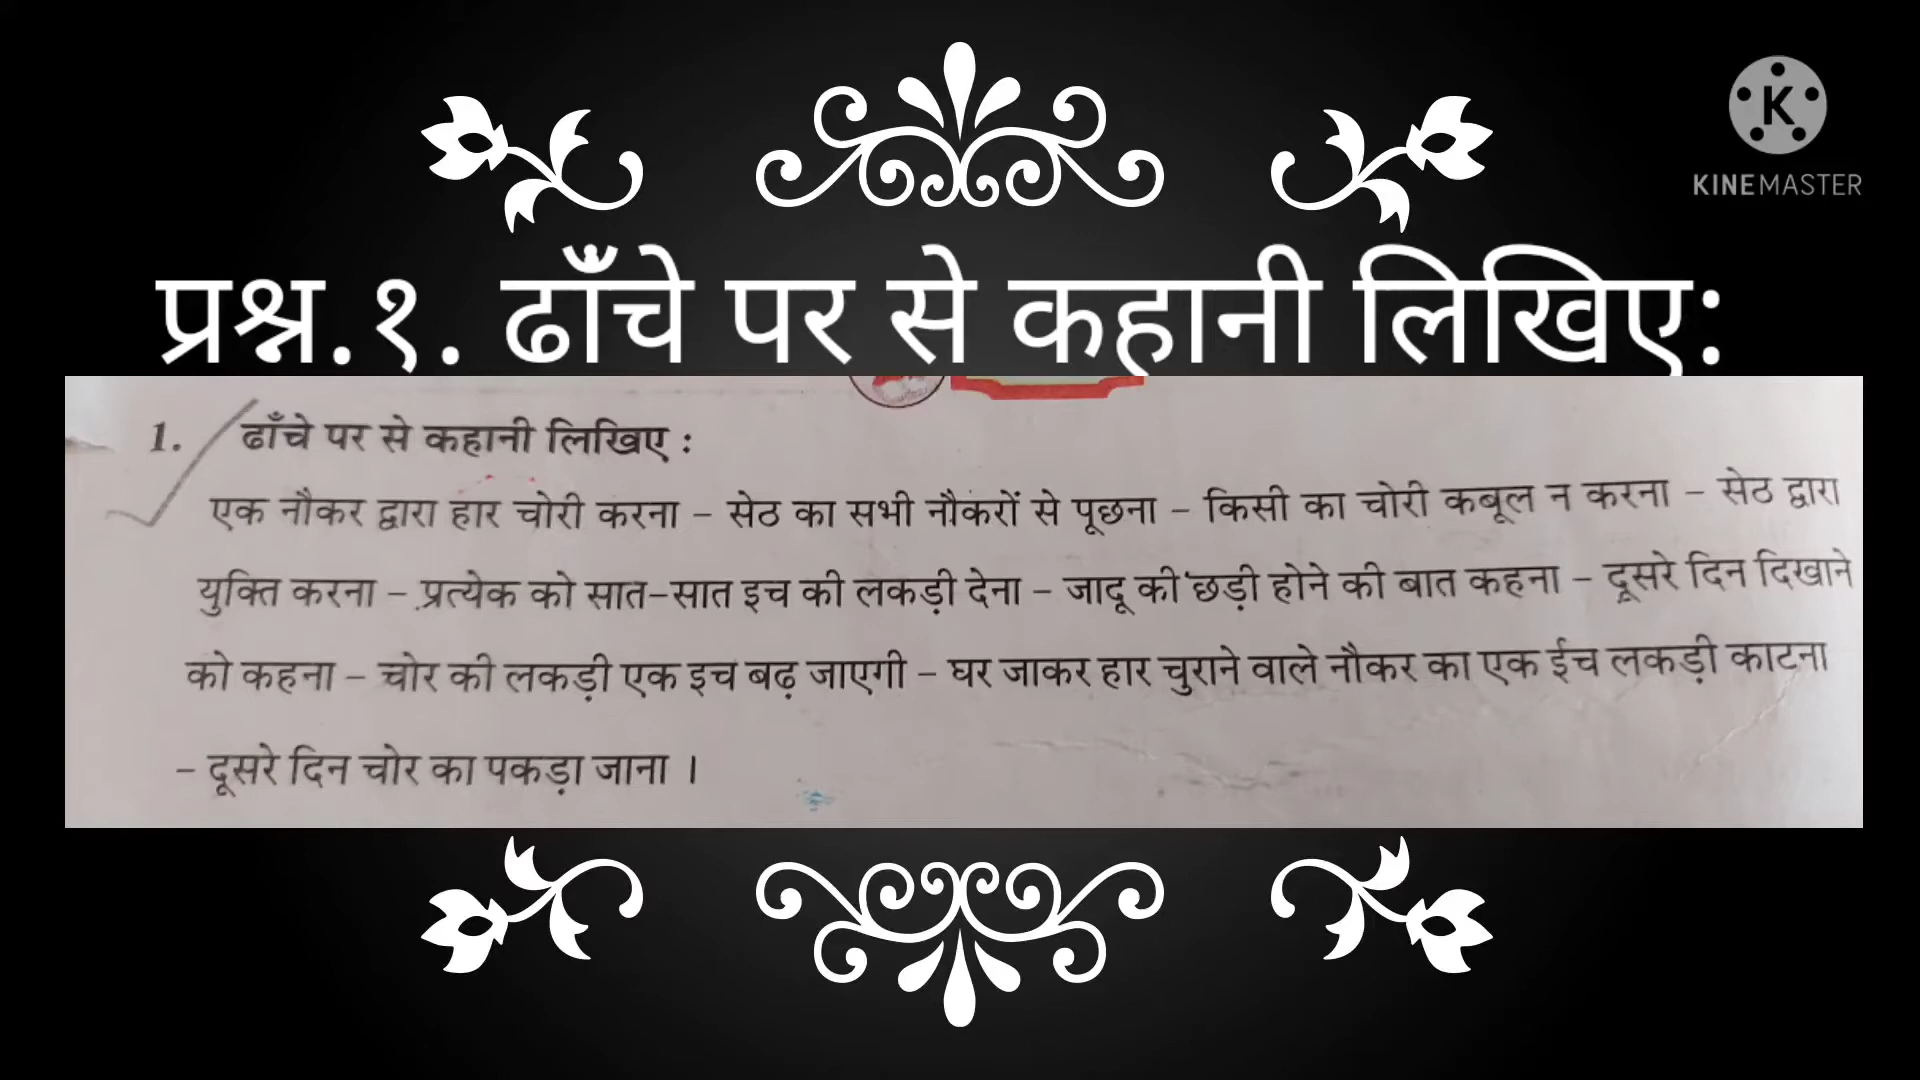 KINEMASTER
प्रश्न.१. ढाँचे पर से कहानी लिखिए:
1. ढाँचे पर से कहानी लिखिए :
एक नौकर द्वारा हार चोरी करना – सेठ का सभी नौकरों से पूछना – किसी का चोरी कबूल न करना – सेठ द्वारा
युक्ति करना – प्रत्येक को सात-सात इच की लकड़ी देना – जादू की छड़ी होने की बात कहना – दूसरे दिन दिखाने
को कहना – चोर की लकड़ी एक इच बढ़ जाएगी – घर जाकर हार चुराने वाले नौकर का एक ईच लकड़ी काटना
– दूसरे दिन चोर का पकड़ा जाना ।